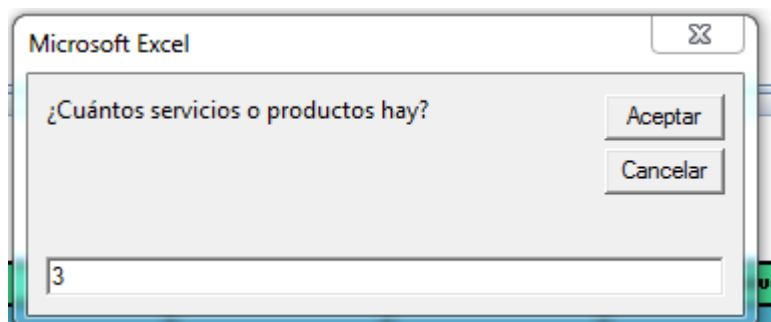 Microsoft Excel
¿Cuántos servicios o productos hay?
Aceptar
Cancelar
3